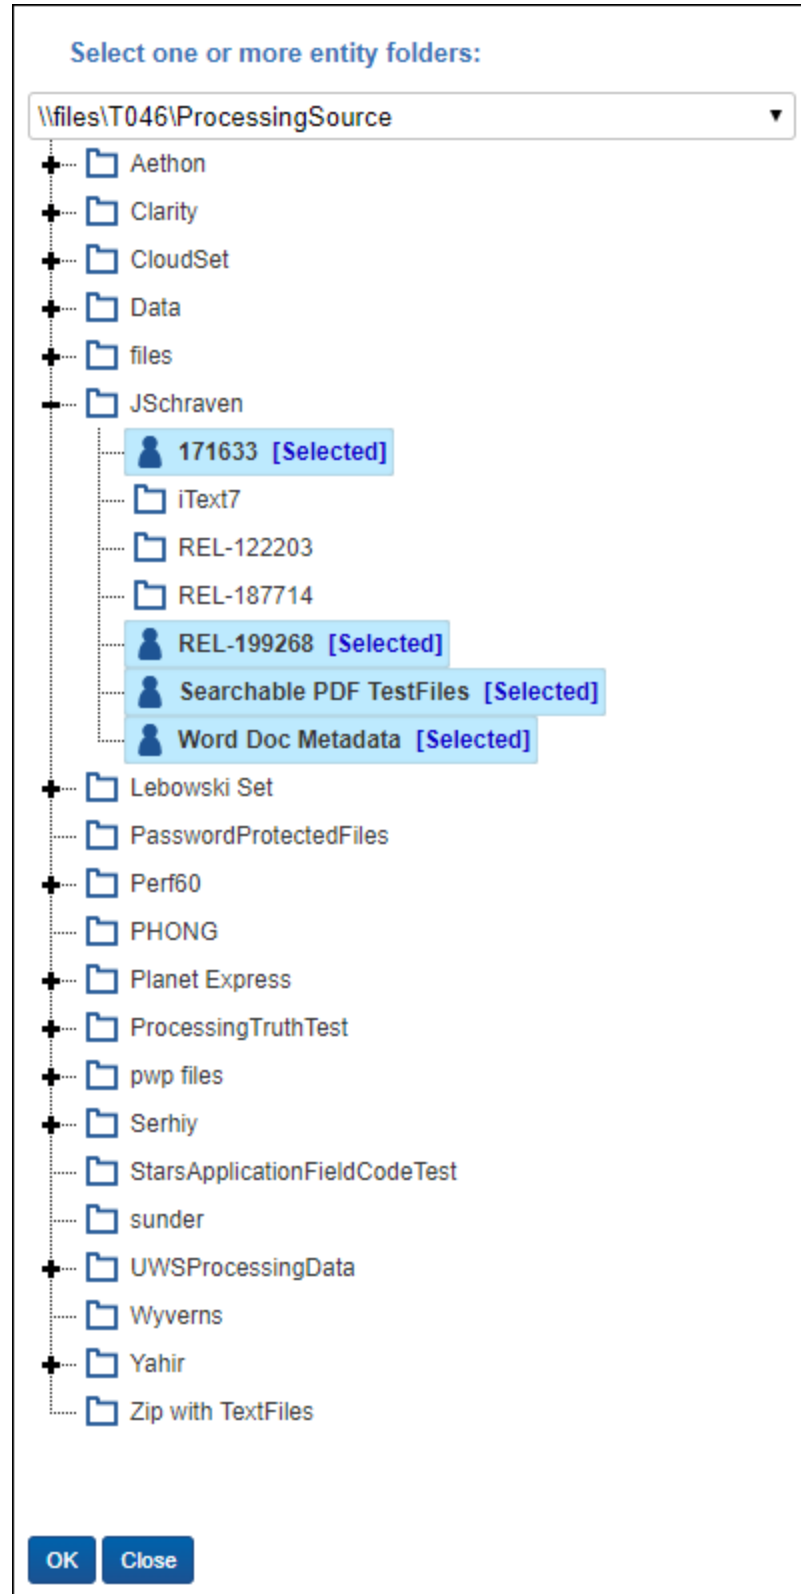 Select one or more entity folders:
\\files\T046\ProcessingSource
Aethon
Clarity
CloudSet
Data
files
JSchraven
171633 [Selected]
iText7
REL-122203
REL-187714
REL-199268 [Selected]
Searchable PDF TestFiles [Selected]
Word Doc Metadata [Selected]
Lebowski Set
PasswordProtectedFiles
Perf60
PHONG
Planet Express
ProcessingTruthTest
pwp files
Serhiy
StarsApplicationFieldCodeTest
sunder
UWSProcessingData
Wyverns
Yahir
Zip with TextFiles
OK Close